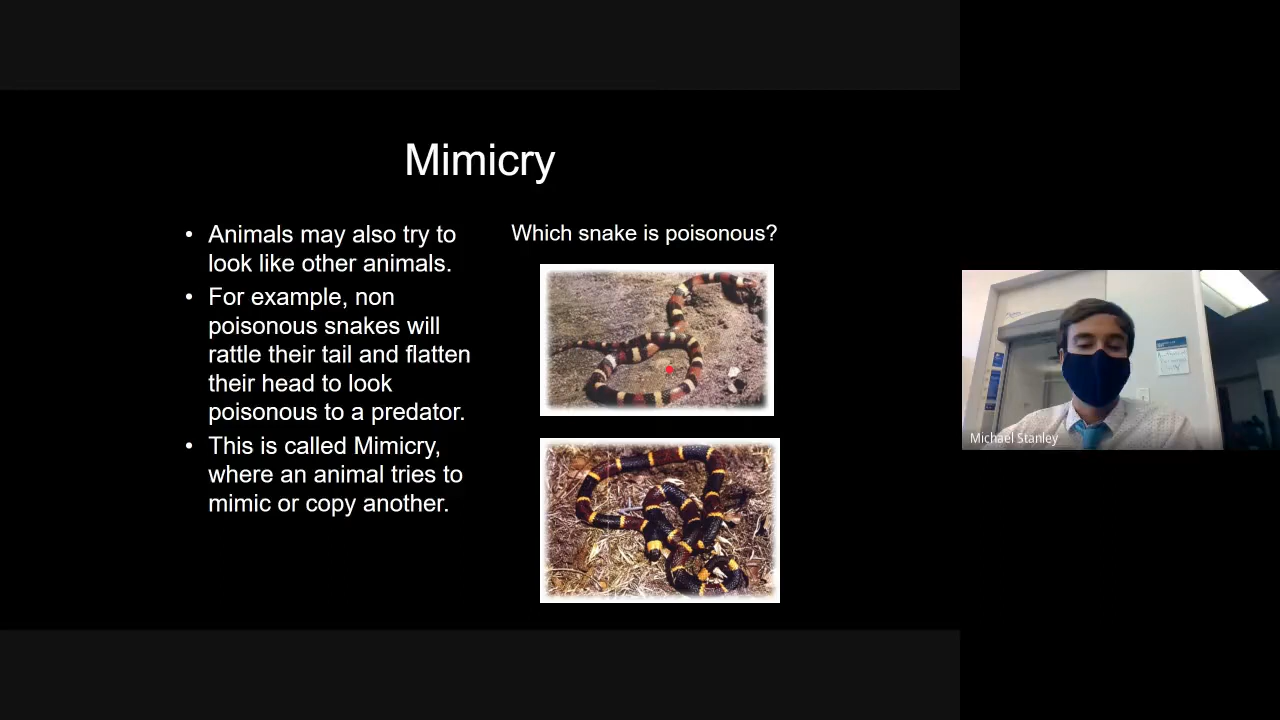 Mimicry
• Animals may also try to
look like other animals.
• For example, non
poisonous snakes will
rattle their tail and flatten
their head to look
poisonous to a predator.
• This is called Mimicry,
where an animal tries to
mimic or copy another.
Which snake is poisonous?
Michael Stanley